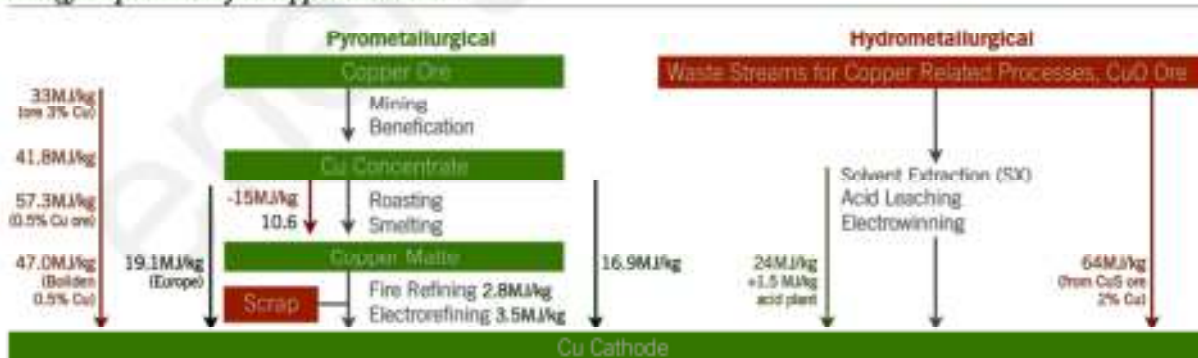 Pyrometallurgical
Hydrometallurgical
Copper Ore
Waste Streams for Copper Related Processes, CuO Ore
33MJ/kg
(ore 3% Cu)
Mining
Benefication
41.8MJ/kg
Cu Concentrate
Solvent Extraction (SX)
Acid Leaching
Electrowinning
57.3MJ/kg
(0.5% Cu ore)
-15MJ/kg
10.6
Roasting
Smelting
47.0MJ/kg
(Boliden
0.5% Cu)
19.1MJ/kg
(Europe)
Copper Matte
16.9MJ/kg
24MJ/kg
+1.5 MJ/kg
acid plant
64MJ/kg
(from CuS ore
2% Cu)
Scrap
Fire Refining 2.8MJ/kg
Electrorefining 3.5MJ/kg
Cu Cathode